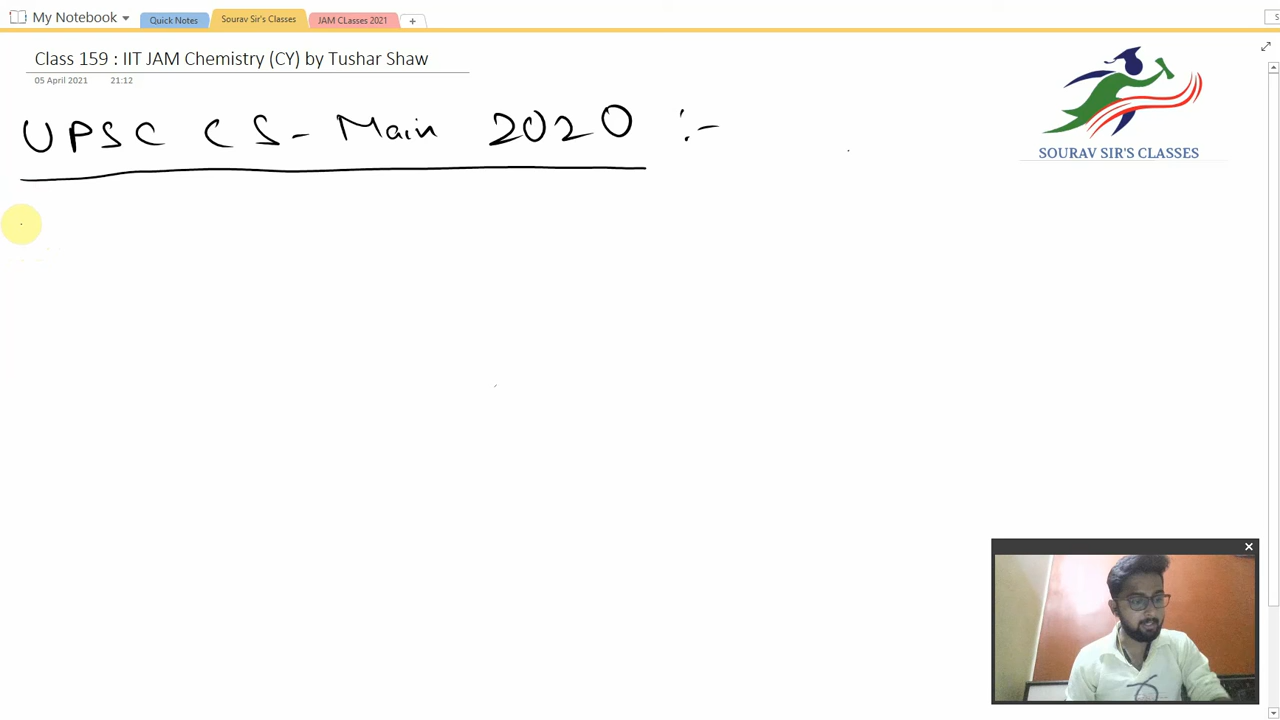 My Notebook
Quick Notes
Sourav Sir's Classes
JAM CLasses 2021
Class 159 : IIT JAM Chemistry (CY) by Tushar Shaw
05 April 2021 21:12
UPSC CS - Main 2020 :-
SOURAV SIR'S CLASSES